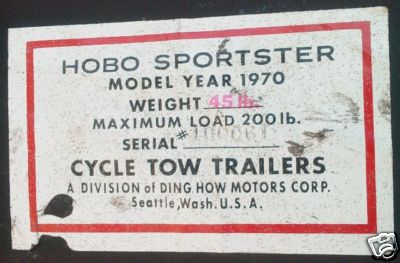 HOBO SPORTSTER
MODEL YEAR 1970
WEIGHT 45 lb.
MAXIMUM LOAD 200 lb.
SERIAL #
CYCLE TOW TRAILERS
A DIVISION of DING HOW MOTORS CORP.
Seattle, Wash. U.S.A.